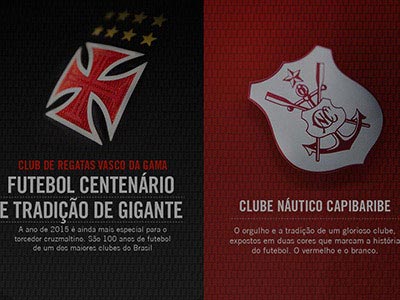 CLUB DE REGATAS VASCO DA GAMA
FUTEBOL CENTENÁRIO
E TRADIÇÃO DE GIGANTE
A ano de 2015 é ainda mais especial para o
torcedor cruzmaltino. São 100 anos de futebol
de um dos maiores clubes do Brasil
NC
CLUBE NÁUTICO CAPIBARIBE
O orgulho e a tradição de um glorioso clube,
expostos em duas cores que marcam a história
do futebol. O vermelho e o branco.